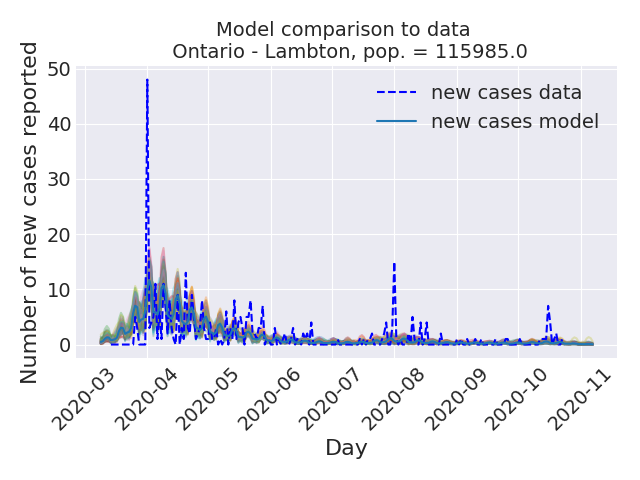 Model comparison to data
Ontario - Lambton, pop. = 115985.0
Number of new cases reported
50
40
30
20
10
0
new cases data
new cases model
2020-03
2020-04
2020-05
2020-06
2020-07
2020-08
2020-09
2020-10
2020-11
Day